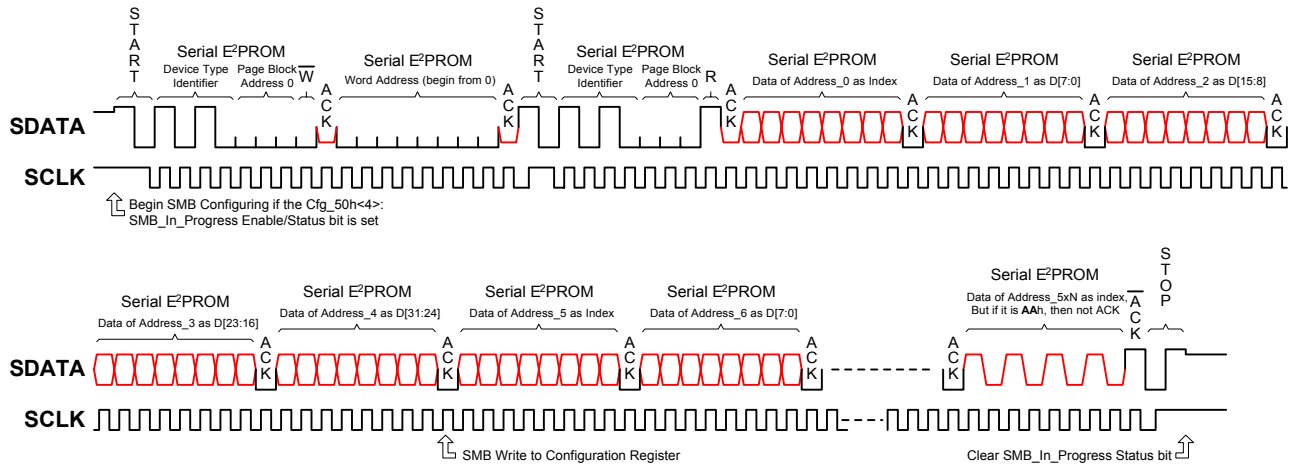 START
Serial E²PROM
Device Type Identifier
Page Block Address 0
W̅
ACK
Serial E²PROM
Word Address (begin from 0)
ACK
START
Serial E²PROM
Device Type Identifier
Page Block Address 0
R
ACK
Serial E²PROM
Data of Address_0 as Index
ACK
Serial E²PROM
Data of Address_1 as D[7:0]
ACK
Serial E²PROM
Data of Address_2 as D[15:8]
ACK
SDATA
SCLK
Begin SMB Configuring if the Cfg_50h<4>:
SMB_In_Progress Enable/Status bit is set
Serial E²PROM
Data of Address_3 as D[23:16]
ACK
Serial E²PROM
Data of Address_4 as D[31:24]
ACK
Serial E²PROM
Data of Address_5 as Index
ACK
Serial E²PROM
Data of Address_6 as D[7:0]
ACK
ACK
Serial E²PROM
Data of Address_5xN as index,
But if it is AAh, then not ACK
A̅CK
STOP
SDATA
SCLK
SMB Write to Configuration Register
Clear SMB_In_Progress Status bit